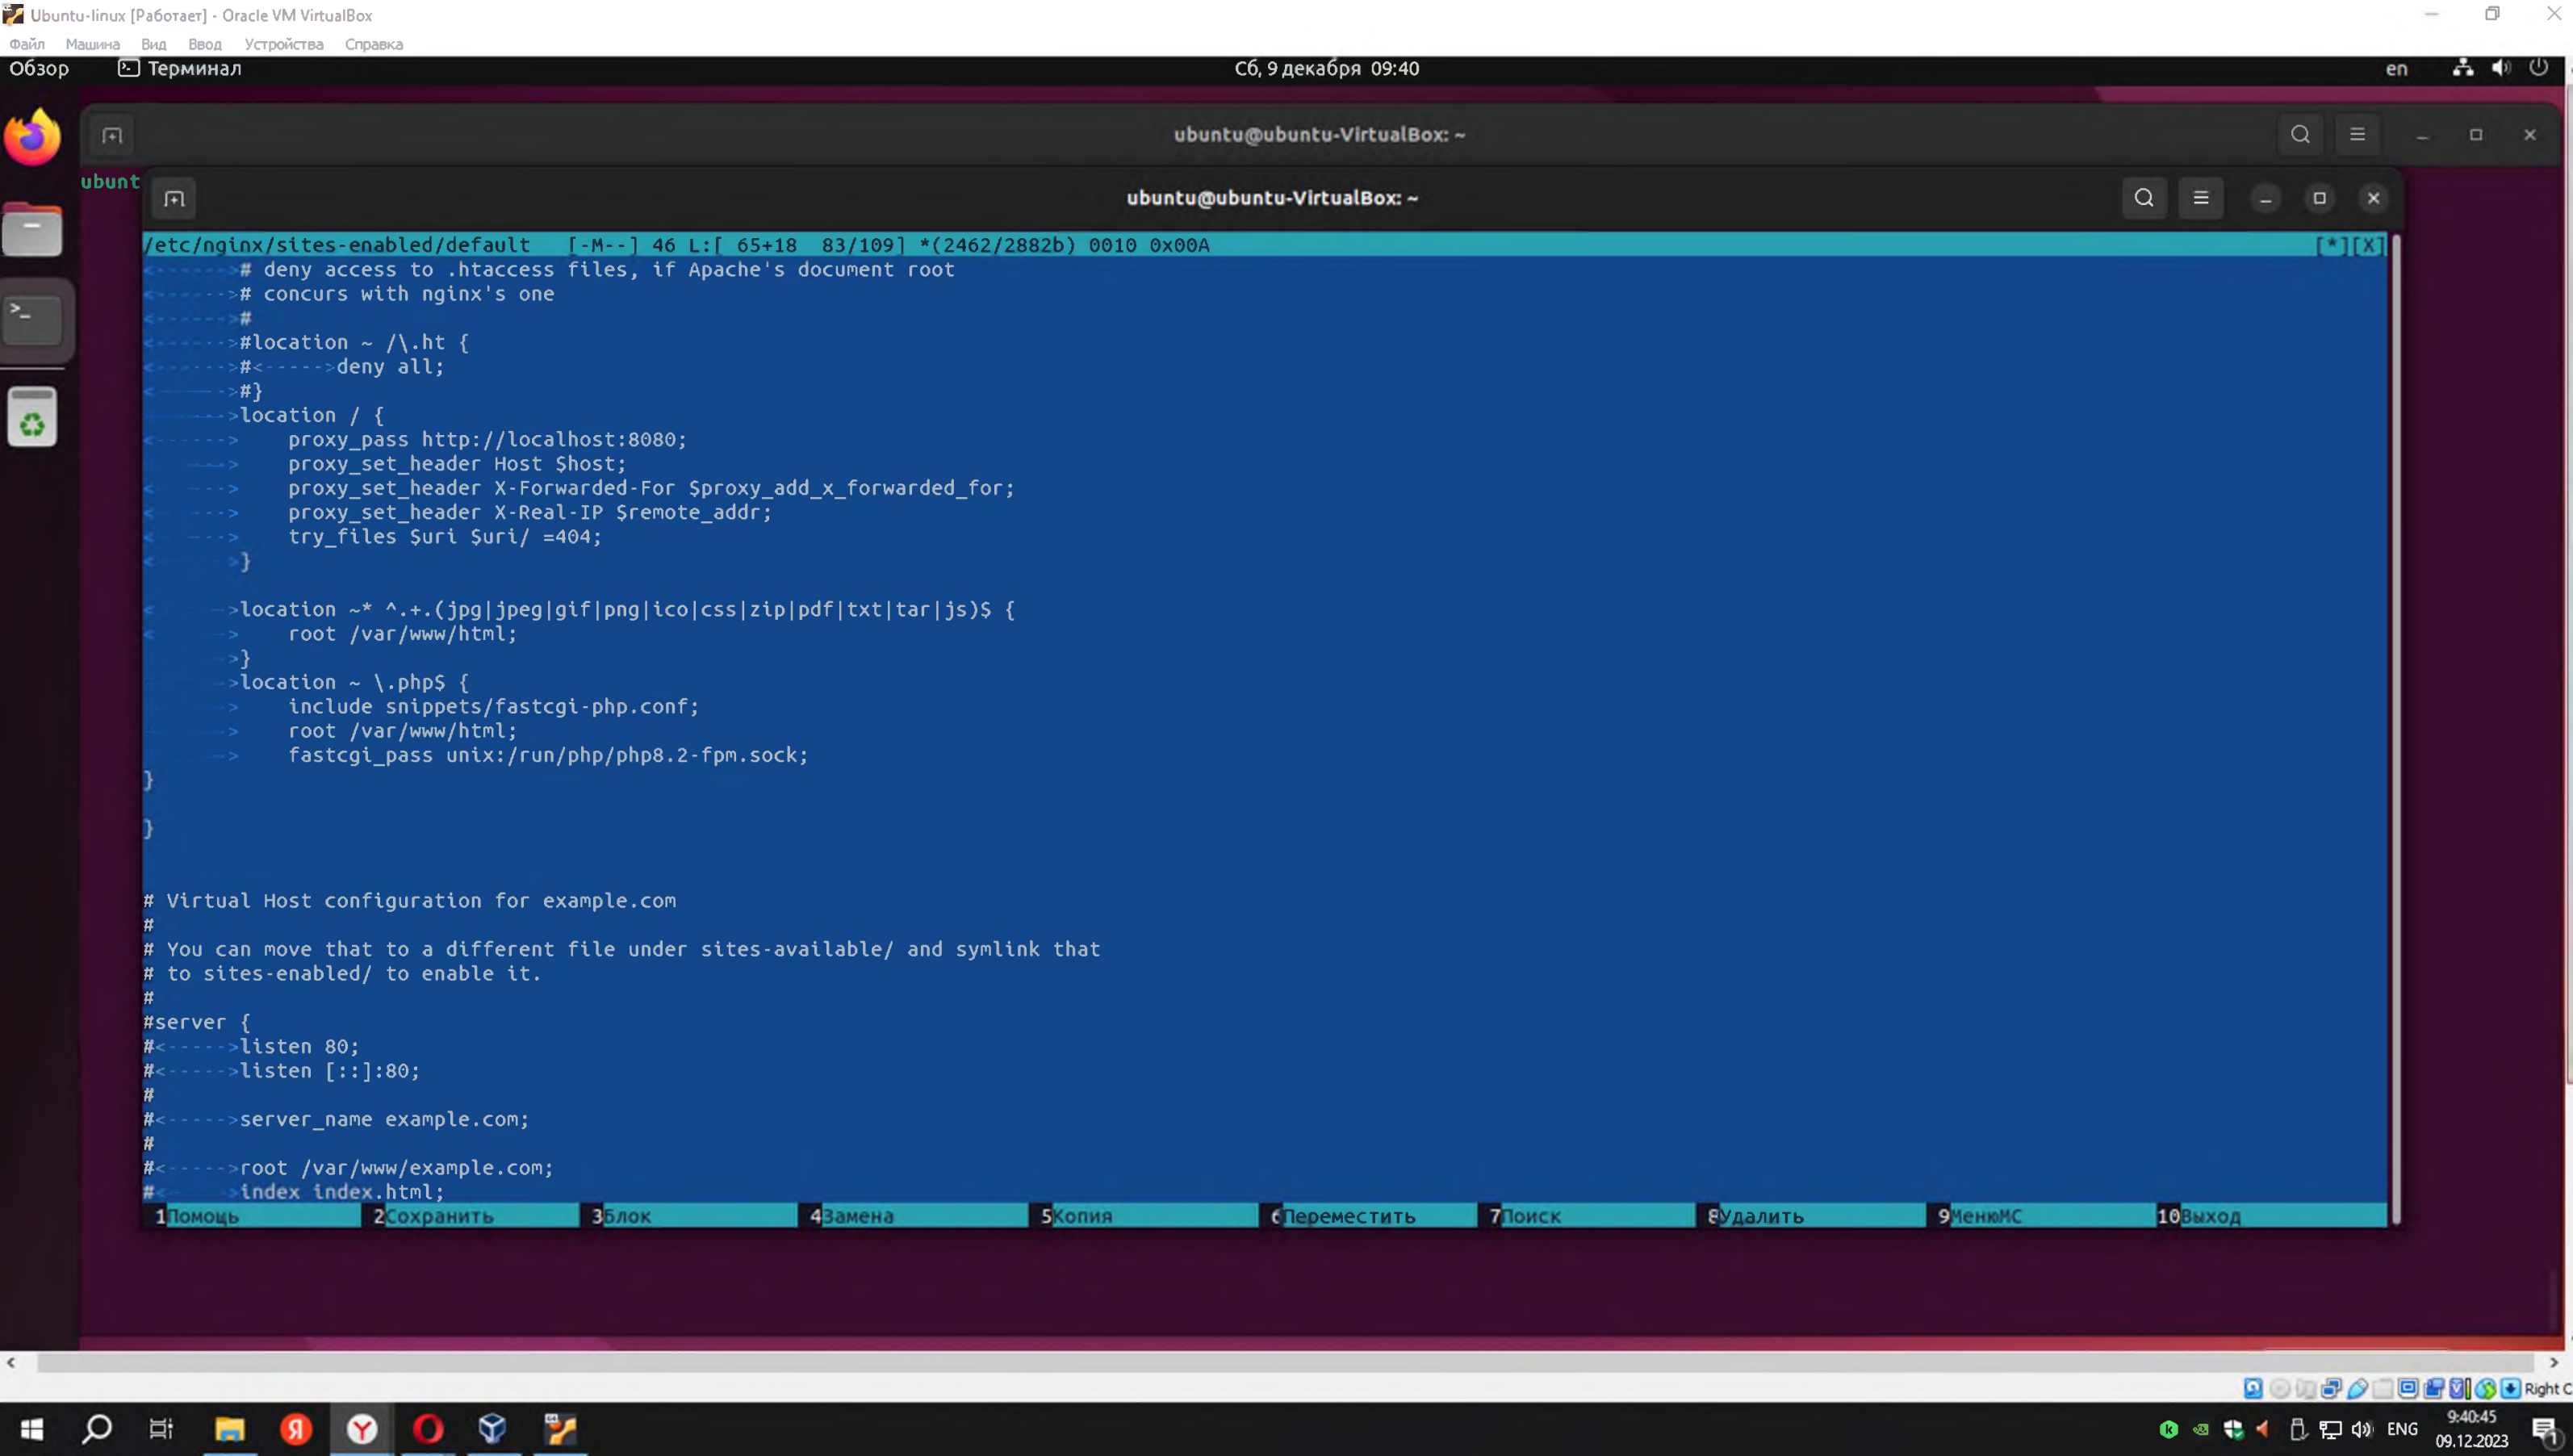 Ubuntu-linux [Работает] - Oracle VM VirtualBox
Файл Машина Вид Ввод Устройства Справка
Обзор Терминал Сб, 9 декабря 09:40 en
ubuntu@ubuntu-VirtualBox: ~
ubunt
ubuntu@ubuntu-VirtualBox: ~
/etc/nginx/sites-enabled/default [-M--] 46 L:[ 65+18 83/109] *(2462/2882b) 0010 0x00A [*][X]
<------># deny access to .htaccess files, if Apache's document root
<------># concurs with nginx's one
<------>#
<------>#location ~ /\.ht {
<------>#<----->deny all;
<------>#}
------>location / {
<------>    proxy_pass http://localhost:8080;
---->    proxy_set_header Host $host;
<------>    proxy_set_header X-Forwarded-For $proxy_add_x_forwarded_for;
<------>    proxy_set_header X-Real-IP $remote_addr;
<------>    try_files $uri $uri/ =404;
<------>}
<------>location ~* ^.+.(jpg|jpeg|gif|png|ico|css|zip|pdf|txt|tar|js)$ {
<------>    root /var/www/html;
->}
->location ~ \.php$ {
>    include snippets/fastcgi-php.conf;
->    root /var/www/html;
->    fastcgi_pass unix:/run/php/php8.2-fpm.sock;
}
}
# Virtual Host configuration for example.com
#
# You can move that to a different file under sites-available/ and symlink that
# to sites-enabled/ to enable it.
#
#server {
#<----->listen 80;
#<----->listen [::]:80;
#
#<----->server_name example.com;
#
#<----->root /var/www/example.com;
#<----->index index.html;
1Помощь 2Сохранить 3Блок 4Замена 5Копия 6Переместить 7Поиск 8Удалить 9МенюМС 10Выход
Right C
ENG 9:40:45
09.12.2023